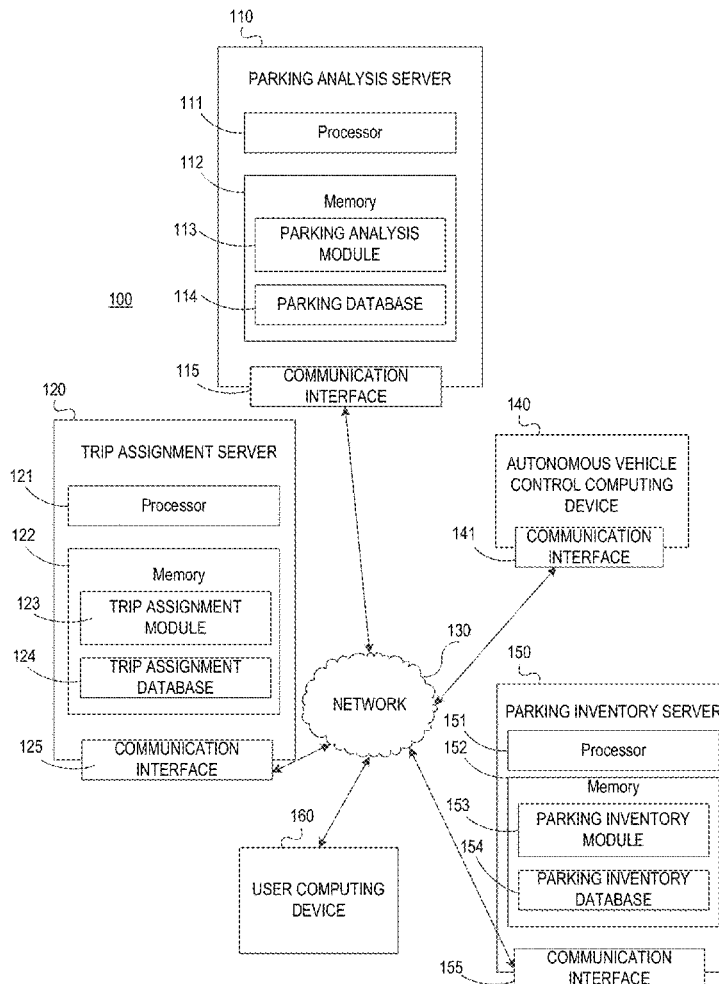 110
PARKING ANALYSIS SERVER
111
Processor
112
Memory
113
PARKING ANALYSIS
MODULE
100
114
PARKING DATABASE
115
COMMUNICATION
INTERFACE
120
TRIP ASSIGNMENT SERVER
121
Processor
122
Memory
123
TRIP ASSIGNMENT
MODULE
124
TRIP ASSIGNMENT
DATABASE
125
COMMUNICATION
INTERFACE
140
AUTONOMOUS VEHICLE
CONTROL COMPUTING
DEVICE
141
COMMUNICATION
INTERFACE
130
NETWORK
150
PARKING INVENTORY SERVER
151
Processor
152
Memory
153
PARKING INVENTORY
MODULE
154
PARKING INVENTORY
DATABASE
155
COMMUNICATION
INTERFACE
160
USER COMPUTING
DEVICE